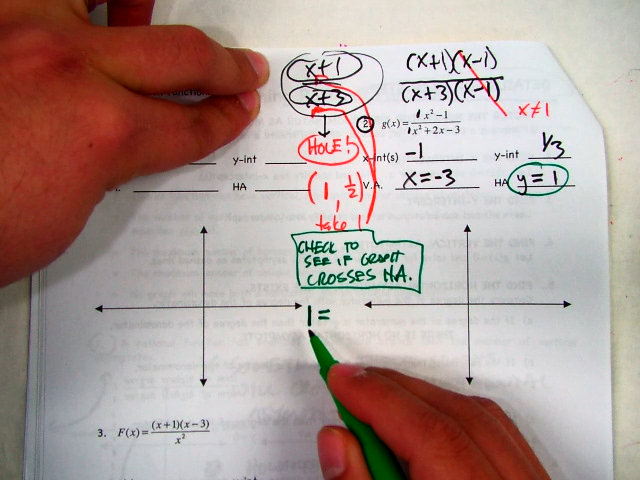 x+1
x+3
(x+1)(x-1)
(x+3)(x-1)
x≠1
2. g(x)= x² - 1
x² + 2x - 3
HOLE!
(1, 1/2)
take 1
y-int
x-int(s) -1
y-int 1/3
HA
V.A. x=-3
HA y=1
CHECK TO
SEE IF GRAPH
CROSSES HA.
1 =
3. F(x)= (x+1)(x-3)
x²